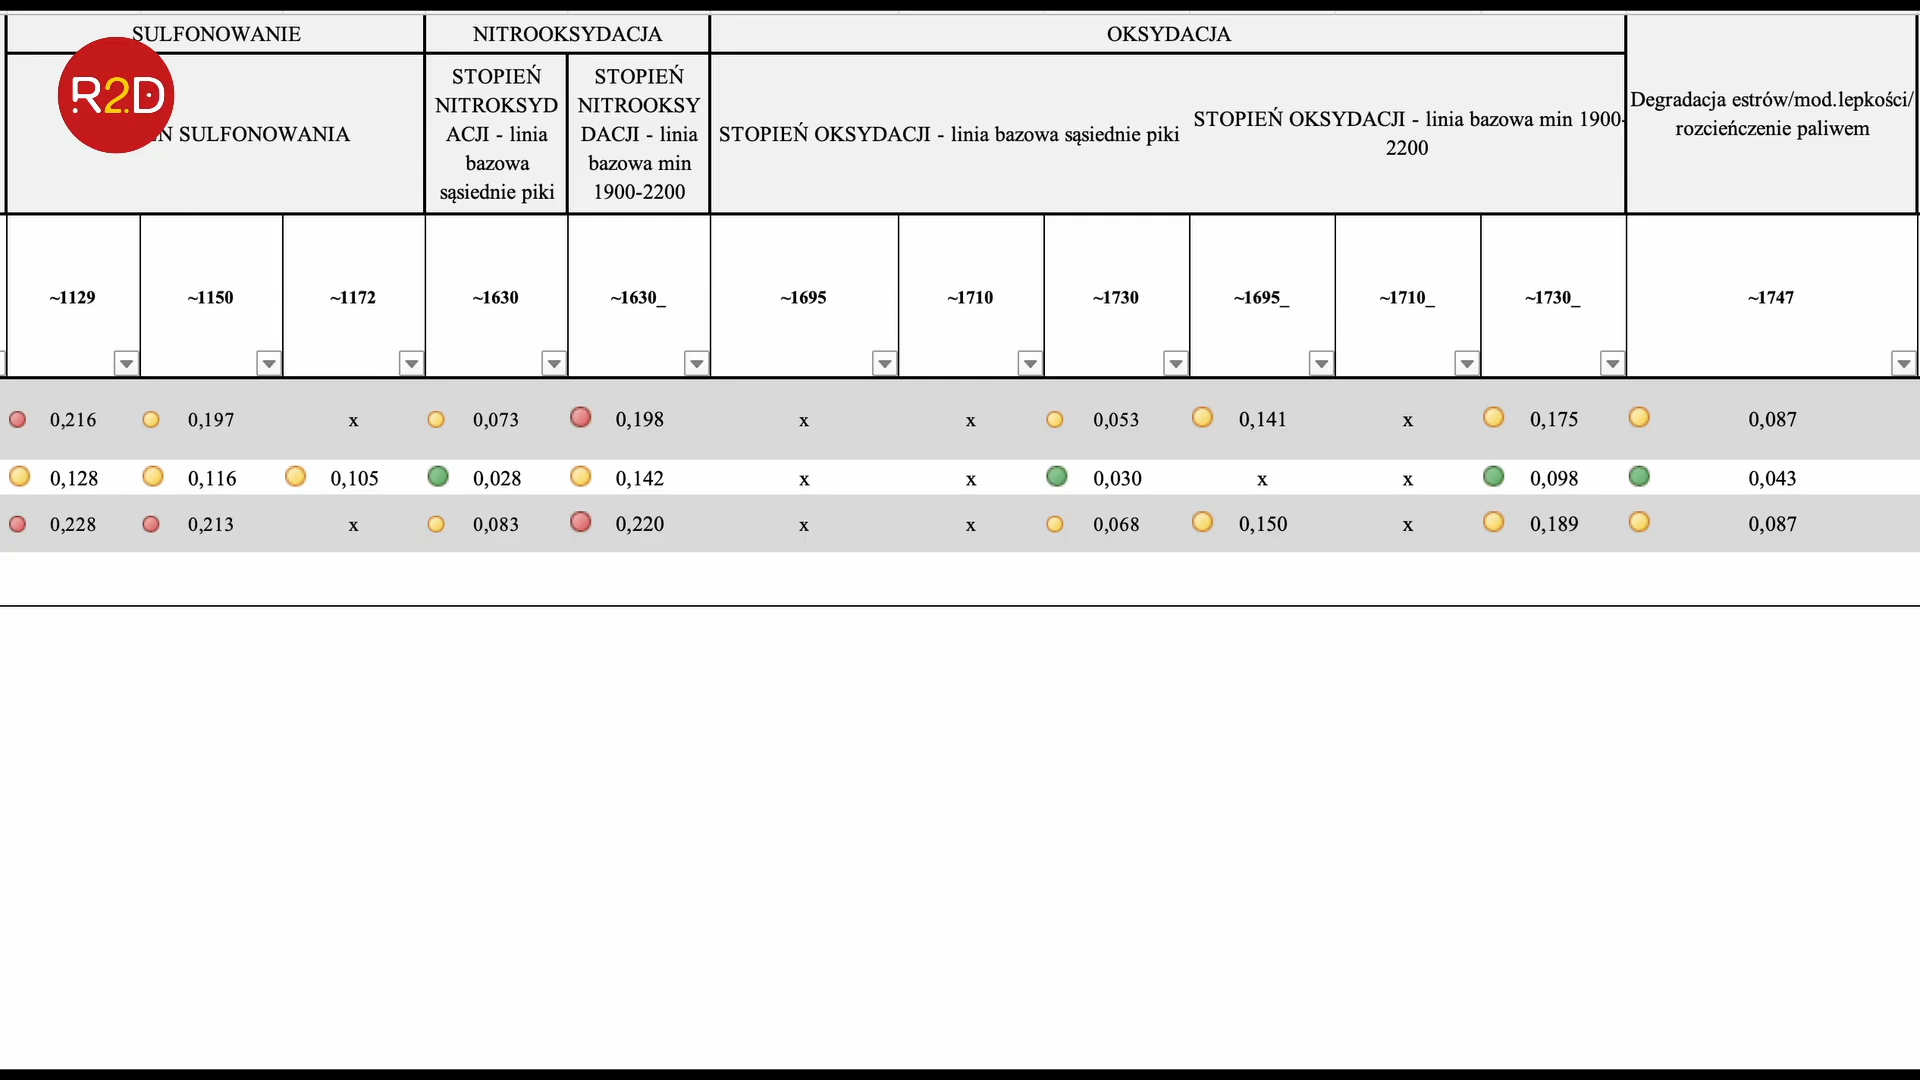 SULFONOWANIE NITROOKSYDACJA OKSYDACJA
R2D
SULFONOWANIA
STOPIEŃ
NITROKSYD
ACJI - linia
bazowa
sąsiednie piki
STOPIEŃ
NITROOKSY
DACJI - linia
bazowa min
1900-2200
STOPIEŃ OKSYDACJI - linia bazowa sąsiednie piki
STOPIEŃ OKSYDACJI - linia bazowa min 1900-
2200
Degradacja estrów/mod.lepkości/
rozcieńczenie paliwem
~1129 ~1150 ~1172 ~1630 ~1630_ ~1695 ~1710 ~1730 ~1695_ ~1710_ ~1730_ ~1747
0,216 0,197 x 0,073 0,198 x x 0,053 0,141 x 0,175 0,087
0,128 0,116 0,105 0,028 0,142 x x 0,030 x x 0,098 0,043
0,228 0,213 x 0,083 0,220 x x 0,068 0,150 x 0,189 0,087